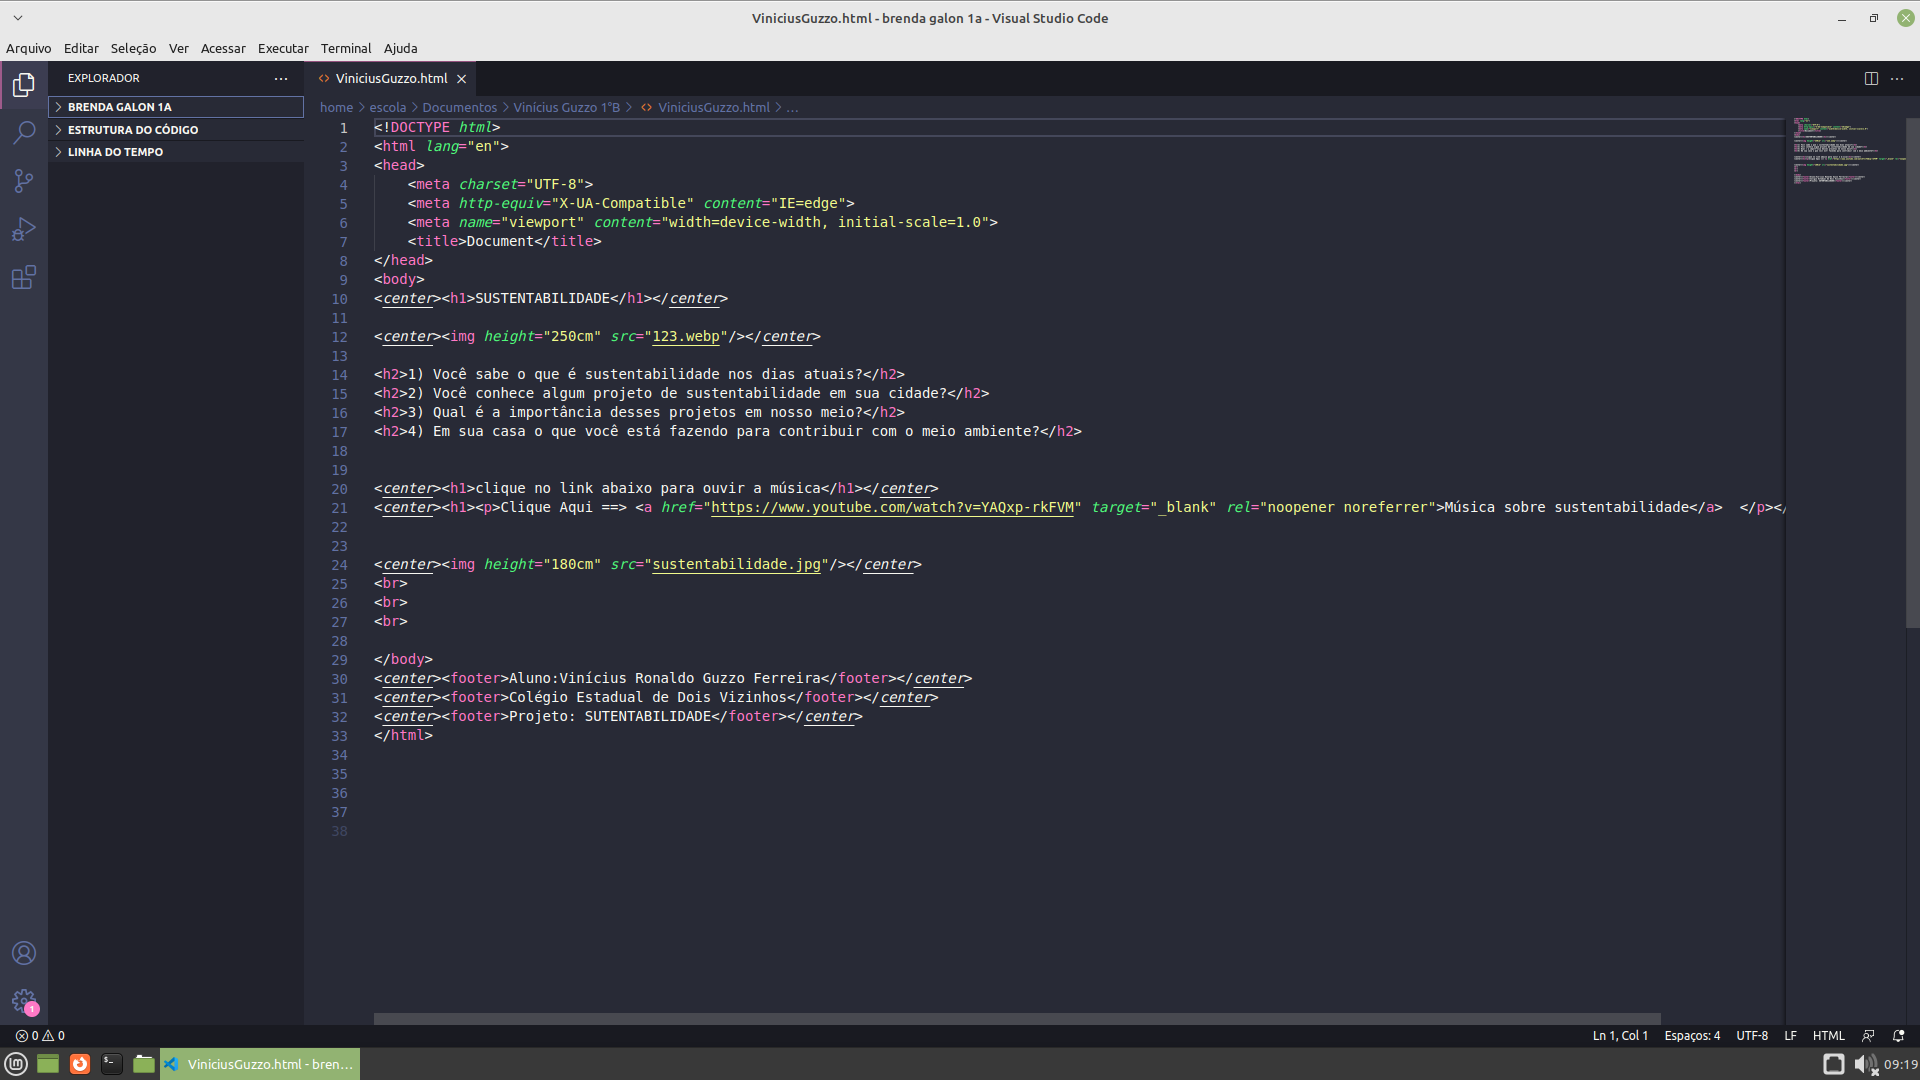 ViniciusGuzzo.html - brenda galon 1a - Visual Studio Code
Arquivo Editar Seleção Ver Acessar Executar Terminal Ajuda
EXPLORADOR
BRENDA GALON 1A
ESTRUTURA DO CÓDIGO
LINHA DO TEMPO
ViniciusGuzzo.html
home > escola > Documentos > Vinícius Guzzo 1°B > <> ViniciusGuzzo.html > ...
1 <!DOCTYPE html>
2 <html lang="en">
3 <head>
4 <meta charset="UTF-8">
5 <meta http-equiv="X-UA-Compatible" content="IE=edge">
6 <meta name="viewport" content="width=device-width, initial-scale=1.0">
7 <title>Document</title>
8 </head>
9 <body>
10 <center><h1>SUSTENTABILIDADE</h1></center>
11
12 <center><img height="250cm" src="123.webp"/></center>
13
14 <h2>1) Você sabe o que é sustentabilidade nos dias atuais?</h2>
15 <h2>2) Você conhece algum projeto de sustentabilidade em sua cidade?</h2>
16 <h2>3) Qual é a importância desses projetos em nosso meio?</h2>
17 <h2>4) Em sua casa o que você está fazendo para contribuir com o meio ambiente?</h2>
18
19
20 <center><h1>clique no link abaixo para ouvir a música</h1></center>
21 <center><h1><p>Clique Aqui ==> <a href="https://www.youtube.com/watch?v=YAQxp-rkFVM" target="_blank" rel="noopener noreferrer">Música sobre sustentabilidade</a> </p></
22
23
24 <center><img height="180cm" src="sustentabilidade.jpg"/></center>
25 <br>
26 <br>
27 <br>
28
29 </body>
30 <center><footer>Aluno:Vinícius Ronaldo Guzzo Ferreira</footer></center>
31 <center><footer>Colégio Estadual de Dois Vizinhos</footer></center>
32 <center><footer>Projeto: SUTENTABILIDADE</footer></center>
33 </html>
34
35
36
37
38
1
0 0
Ln 1, Col 1 Espaços: 4 UTF-8 LF HTML
ViniciusGuzzo.html - bren...
09:19